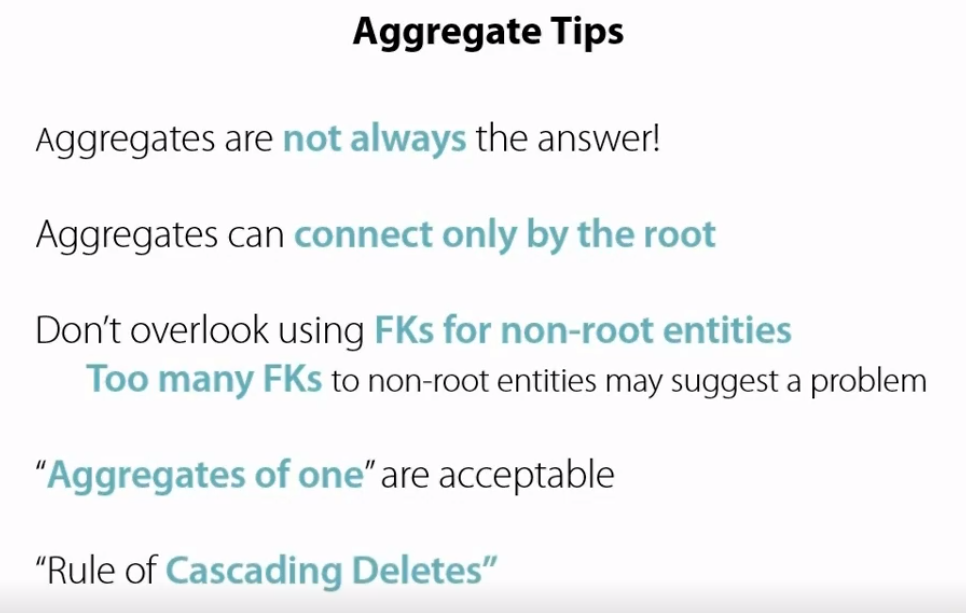 Aggregate Tips
Aggregates are not always the answer!
Aggregates can connect only by the root
Don’t overlook using FKs for non-root entities
Too many FKs to non-root entities may suggest a problem
“Aggregates of one” are acceptable
“Rule of Cascading Deletes”